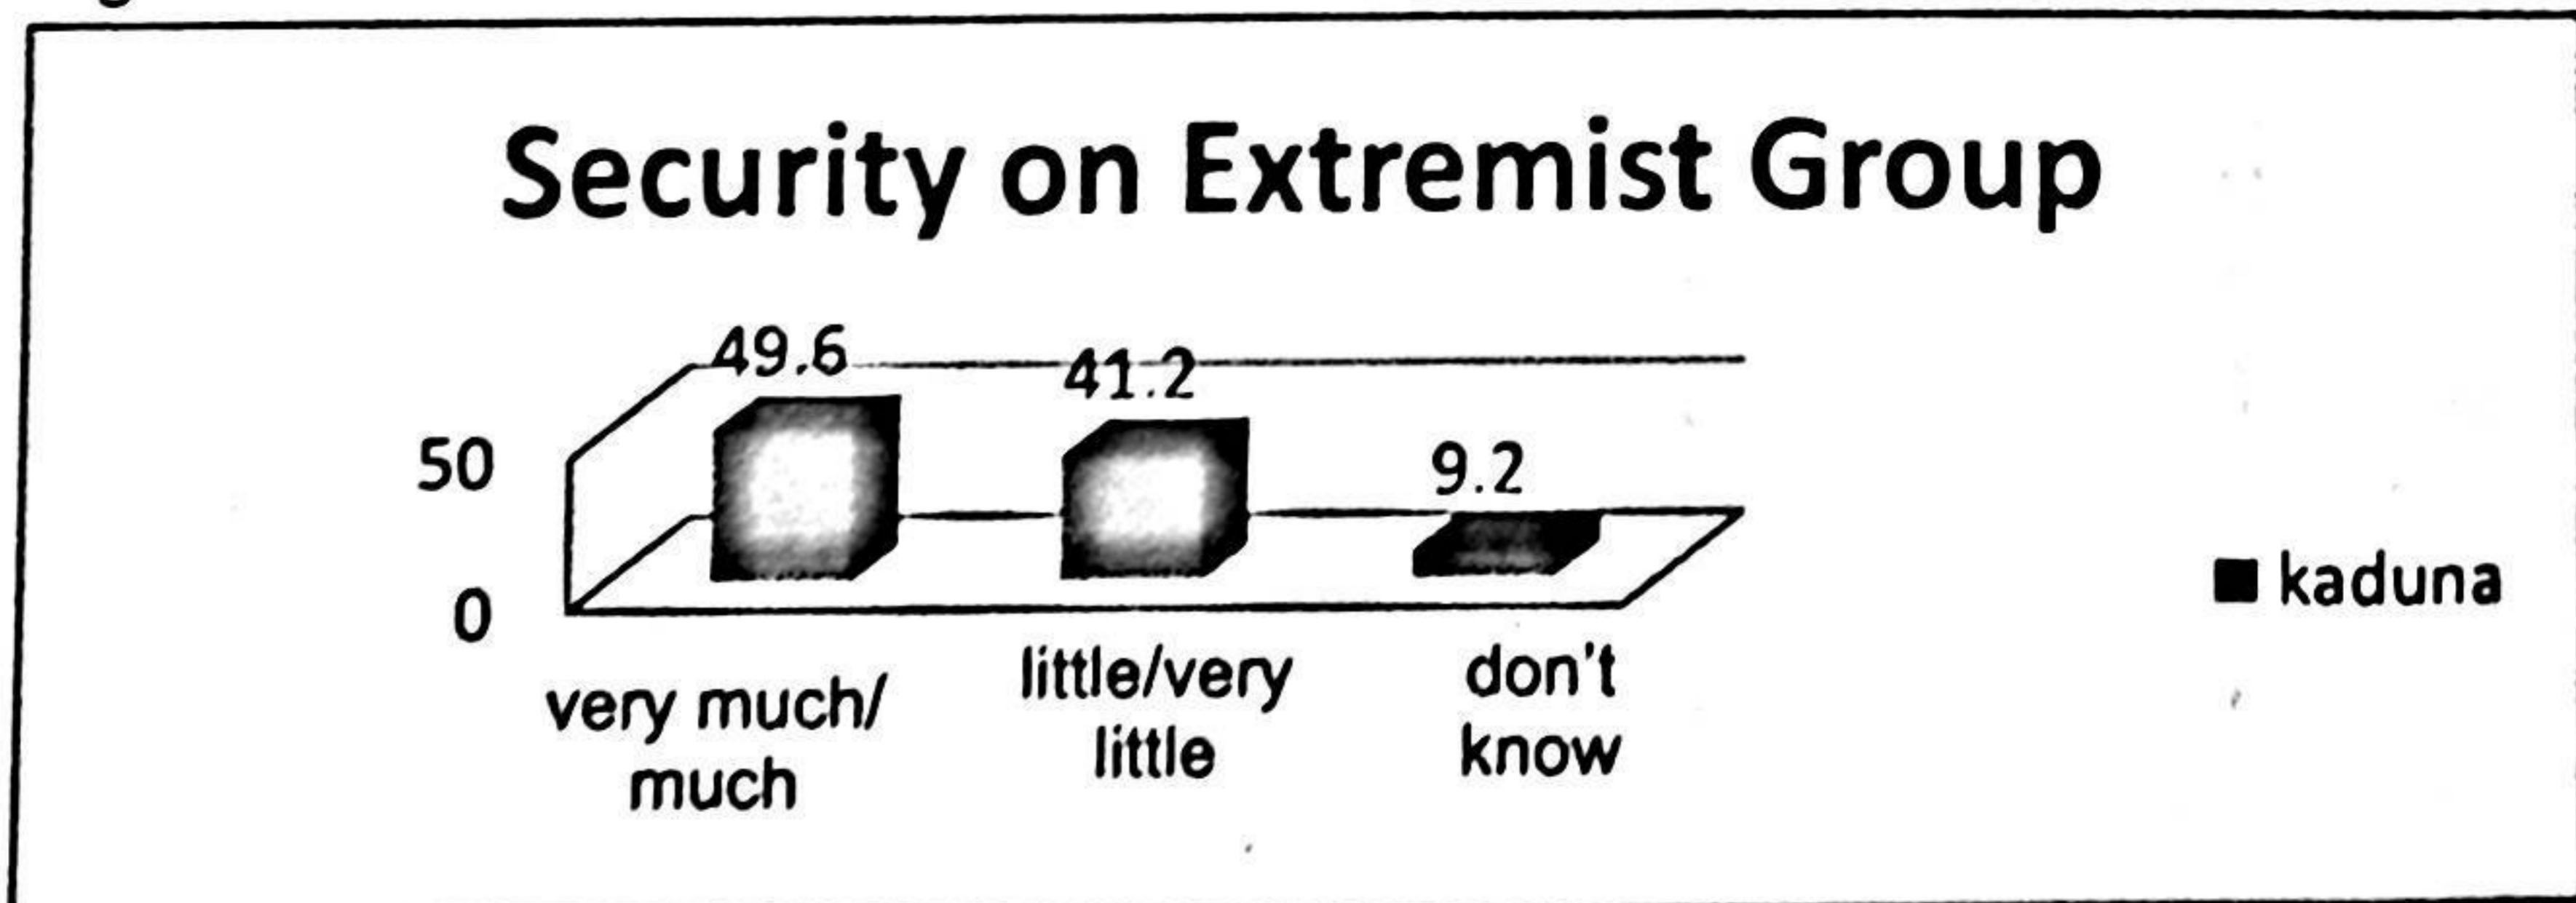 Security on Extremist Group
49.6
41.2
9.2
50
0
kaduna
very much/
much
little/very
little
don't
know